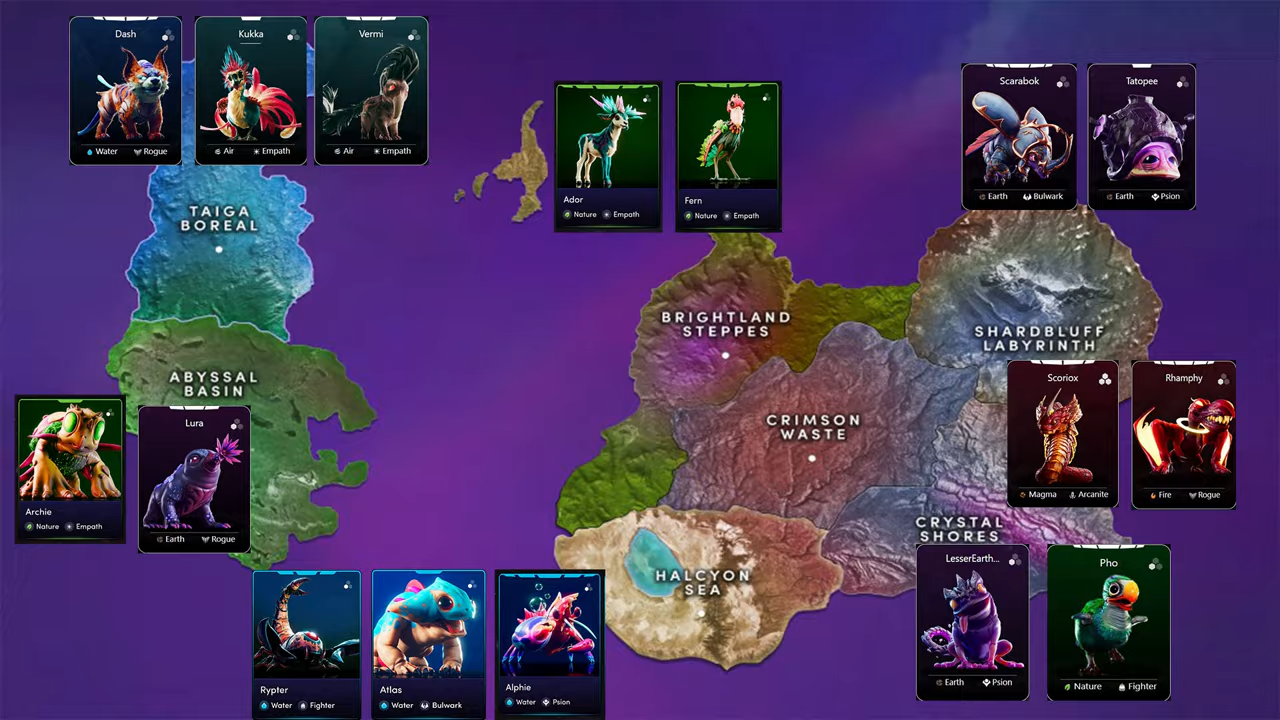 Dash
Water Rogue
Kukka
Air Empath
Vermi
Air Empath
Ador
Nature Empath
Fern
Nature Empath
Scarabok
Earth Bulwark
Tatopee
Earth Psion
TAIGA
BOREAL
BRIGHTLAND
STEPPES
SHARDBLUFF
LABYRINTH
ABYSSAL
BASIN
CRIMSON
WASTE
Scoriox
Magma Arcanite
Rhamphy
Fire Rogue
Archie
Nature Empath
Lura
Earth Rogue
CRYSTAL
SHORES
HALCYON
SEA
LesserEarth...
Earth Psion
Pho
Nature Fighter
Rypter
Water Fighter
Atlas
Water Bulwark
Alphie
Water Psion